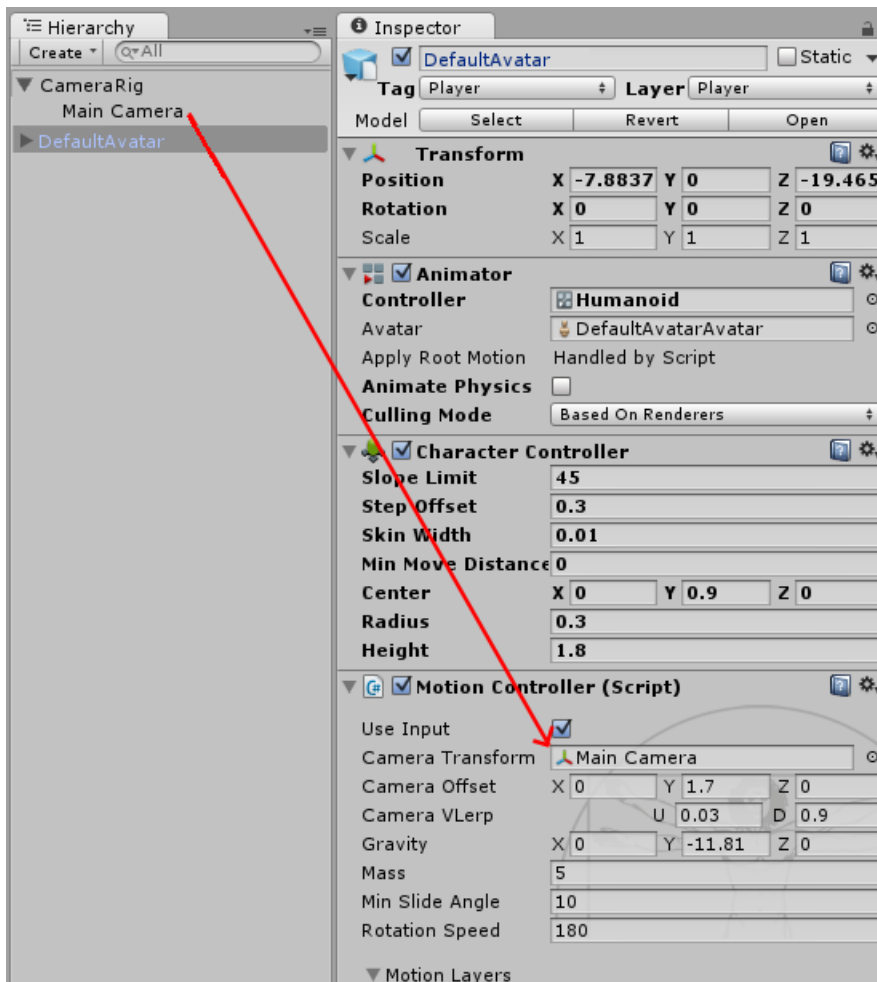 Hierarchy
Create All
CameraRig
Main Camera
DefaultAvatar
Inspector
DefaultAvatar Static
Tag Player Layer Player
Model Select Revert Open
Transform
Position X -7.8837 Y 0 Z -19.465
Rotation X 0 Y 0 Z 0
Scale X 1 Y 1 Z 1
Animator
Controller Humanoid
Avatar DefaultAvatarAvatar
Apply Root Motion Handled by Script
Animate Physics
Culling Mode Based On Renderers
Character Controller
Slope Limit 45
Step Offset 0.3
Skin Width 0.01
Min Move Distance 0
Center X 0 Y 0.9 Z 0
Radius 0.3
Height 1.8
Motion Controller (Script)
Use Input
Camera Transform Main Camera
Camera Offset X 0 Y 1.7 Z 0
Camera VLerp U 0.03 D 0.9
Gravity X 0 Y -11.81 Z 0
Mass 5
Min Slide Angle 10
Rotation Speed 180
Motion Layers